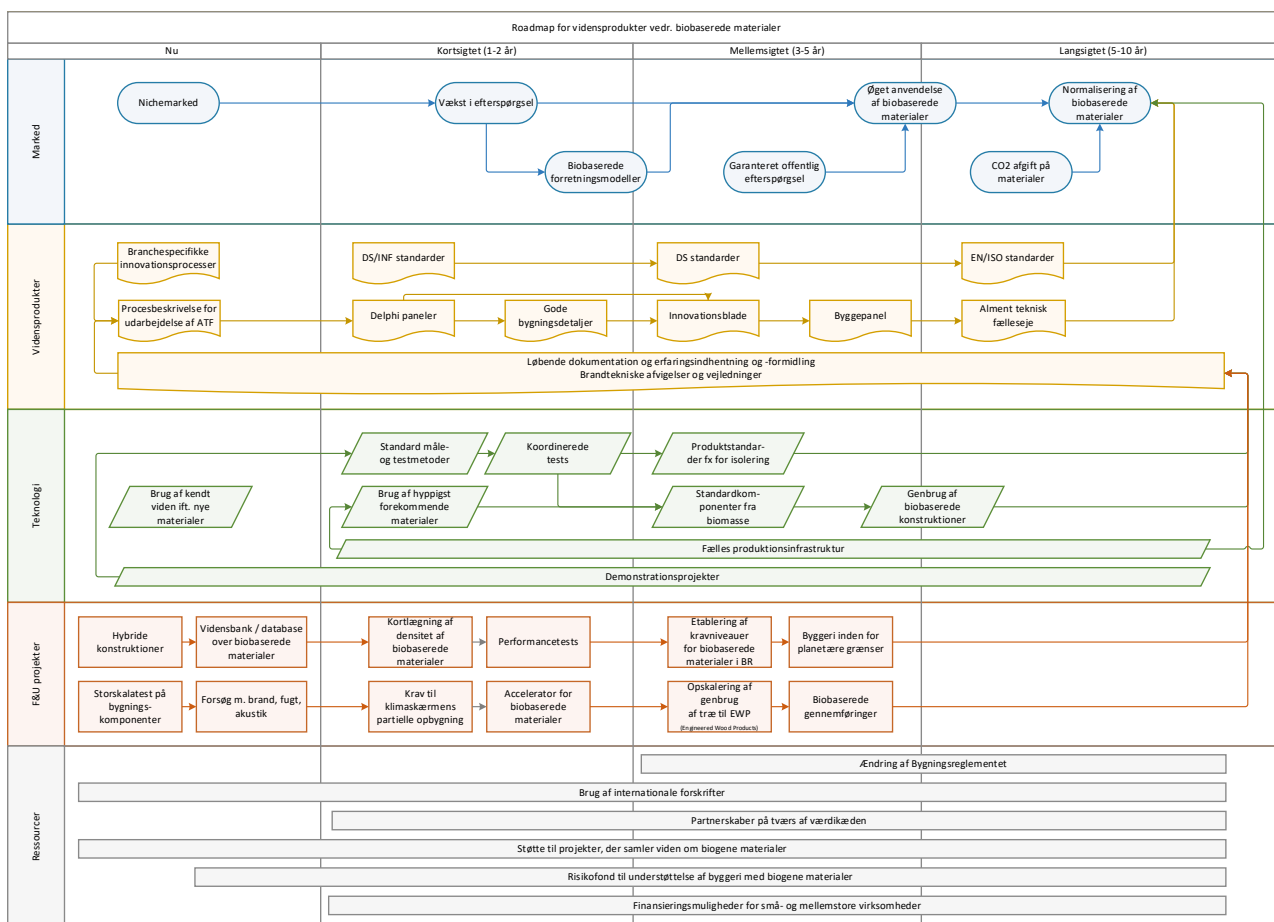 Roadmap for vidensprodukter vedr. biobaserede materialer
Nu
Kortsigtet (1-2 år)
Mellemsigtet (3-5 år)
Langsigtet (5-10 år)
Marked
Nichemarked
Vækst i efterspørgsel
Øget anvendelse
af biobaserede
materialer
Normalisering af
biobaserede
materialer
Biobaserede
forretningsmodeller
Garanteret offentlig
efterspørgsel
CO2 afgift på
materialer
Vidensprodukter
Branchespecifikke
innovationsprocesser
DS/INF standarder
DS standarder
EN/ISO standarder
Procesbeskrivelse for
udarbejdelse af ATF
Delphi paneler
Gode
bygningsdetaljer
Innovationsblade
Byggepanel
Alment teknisk
fælleseje
Løbende dokumentation og erfaringsindhentning og -formidling
Brandtekniske afvigelser og vejledninger
Teknologi
Standard måle-
og testmetoder
Koordinerede
tests
Produktstandar-
der fx for isolering
Brug af kendt
viden ift. nye
materialer
Brug af hyppigst
forekommende
materialer
Standardkom-
ponenter fra
biomasse
Genbrug af
biobaserede
konstruktioner
Fælles produktionsinfrastruktur
Demonstrationsprojekter
F&U projekter
Hybride
konstruktioner
Vidensbank / database
over biobaserede
materialer
Kortlægning af
densitet af
biobaserede
materialer
Performancetests
Etablering af
kravniveauer
for biobaserede
materialer i BR
Byggeri inden for
planetære grænser
Storskalatest på
bygnings-
komponenter
Forsøg m. brand, fugt,
akustik
Krav til
klimaskærmens
partielle opbygning
Accelerator for
biobaserede
materialer
Opskalering af
genbrug
af træ til EWP
(Engineered Wood Products)
Biobaserede
gennemføringer
Ressourcer
Ændring af Bygningsreglementet
Brug af internationale forskrifter
Partnerskaber på tværs af værdikæden
Støtte til projekter, der samler viden om biogene materialer
Risikofond til understøttelse af byggeri med biogene materialer
Finansieringsmuligheder for små- og mellemstore virksomheder